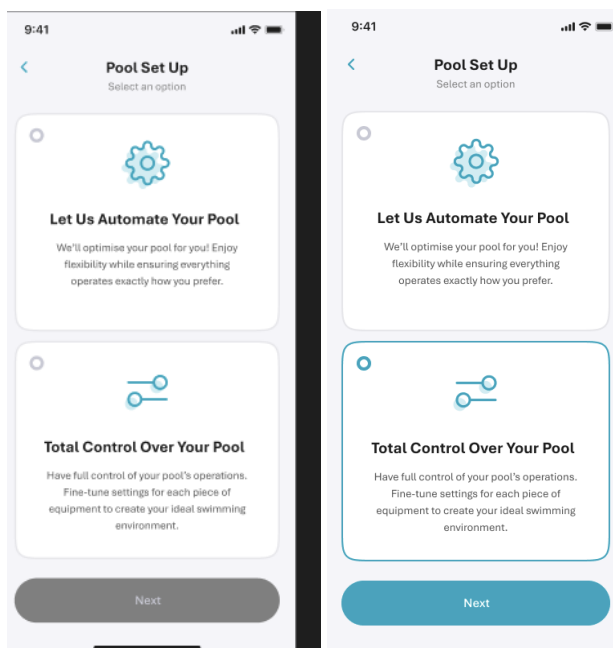 9:41
Pool Set Up
Select an option
Let Us Automate Your Pool
We'll optimise your pool for you! Enjoy
flexibility while ensuring everything
operates exactly how you prefer.
Total Control Over Your Pool
Have full control of your pool's operations.
Fine-tune settings for each piece of
equipment to create your ideal swimming
environment.
Next
9:41
Pool Set Up
Select an option
Let Us Automate Your Pool
We'll optimise your pool for you! Enjoy
flexibility while ensuring everything
operates exactly how you prefer.
Total Control Over Your Pool
Have full control of your pool's operations.
Fine-tune settings for each piece of
equipment to create your ideal swimming
environment.
Next